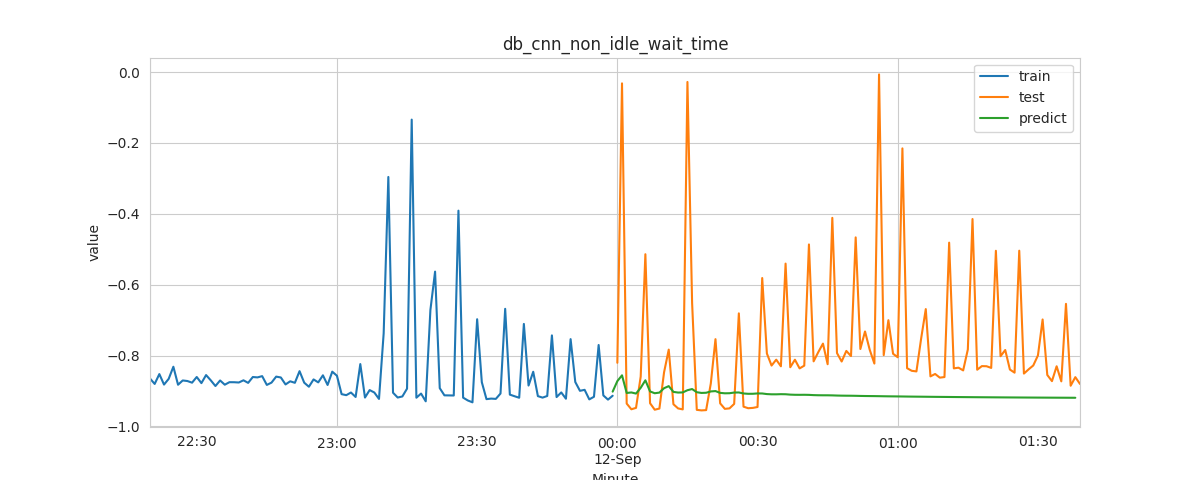 db_cnn_non_idle_wait_time
train
test
predict
value
0.0
−0.2
−0.4
−0.6
−0.8
−1.0
22:30
23:00
23:30
00:00
12-Sep
00:30
01:00
01:30
Minute